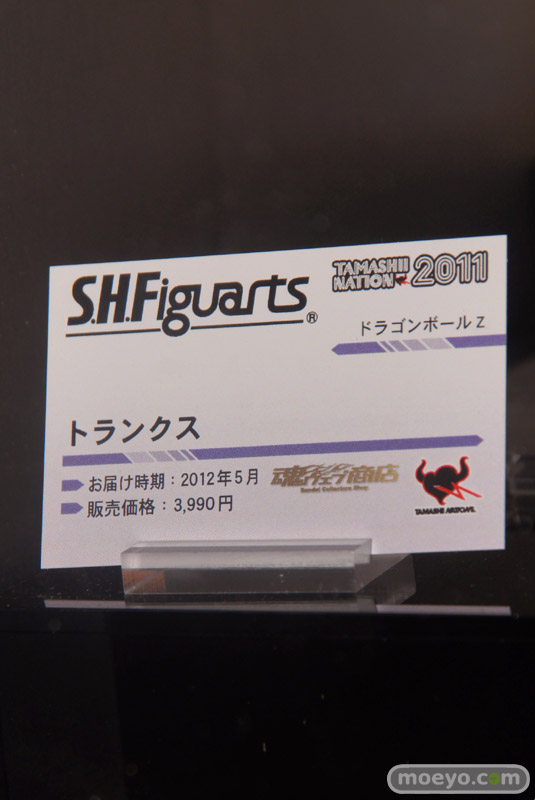 S.H.Figuarts®
TAMASHII
NATION 2011
ドラゴンボールZ
トランクス
お届け時期：2012年5月
魂ウェブ商店
販売価格：3,990円
TAMASHII NATIONS
moeyo.com